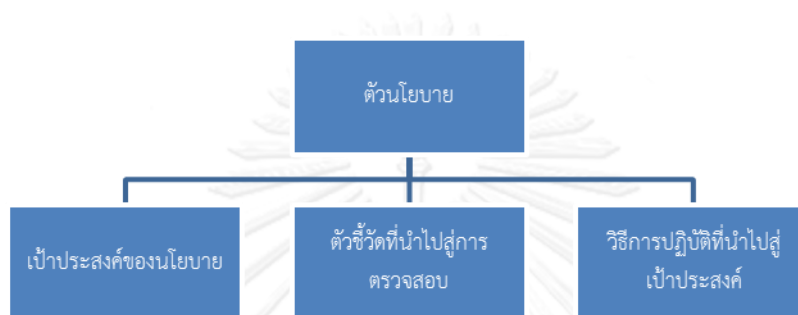 ตัวนโยบาย
เป้าประสงค์ของนโยบาย
ตัวชี้วัดที่นำไปสู่การ
ตรวจสอบ
วิธีการปฏิบัติที่นำไปสู่
เป้าประสงค์